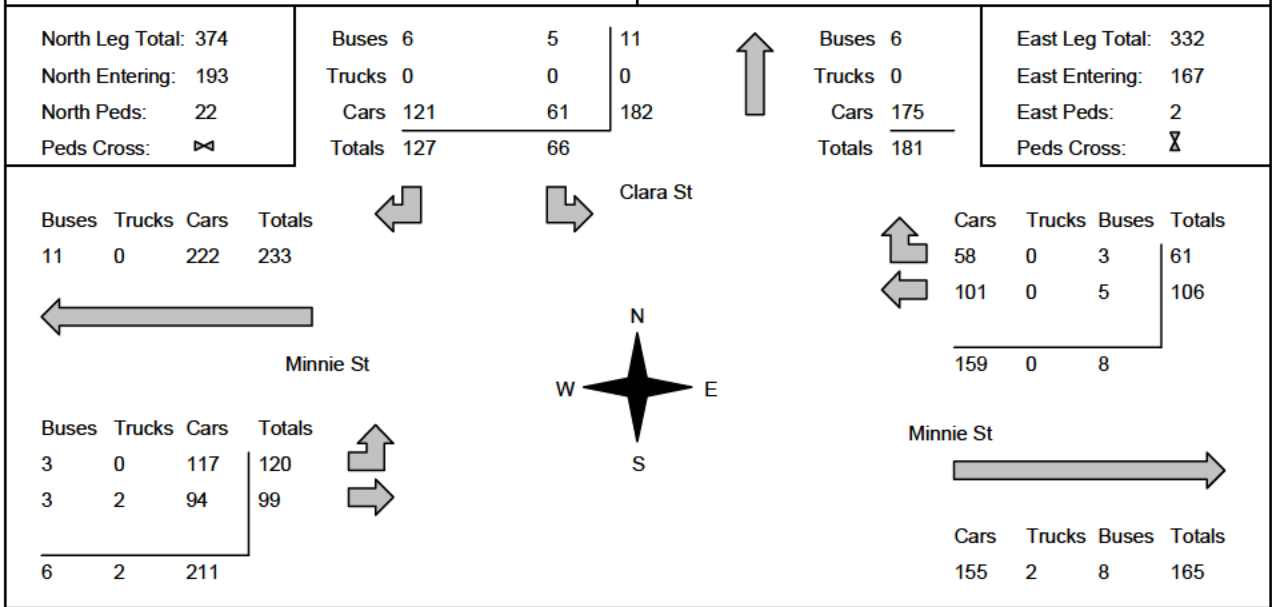 North Leg Total: 374
North Entering: 193
North Peds: 22
Peds Cross: ⋈
Buses 6 5 11
Trucks 0 0 0
Cars 121 61 182
Totals 127 66
Buses 6
Trucks 0
Cars 175
Totals 181
East Leg Total: 332
East Entering: 167
East Peds: 2
Peds Cross:
Clara St
Buses Trucks Cars Totals
11 0 222 233
Cars Trucks Buses Totals
58 0 3 61
101 0 5 106
159 0 8
Minnie St
N
W E
S
Buses Trucks Cars Totals
3 0 117 120
3 2 94 99
6 2 211
Minnie St
Cars Trucks Buses Totals
155 2 8 165